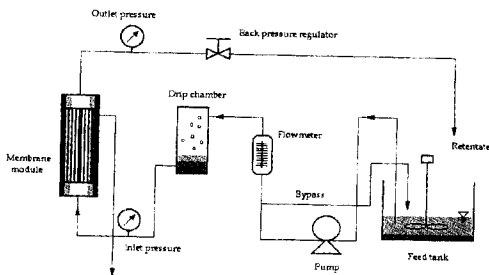 Outlet pressure
Back pressure regulator
Drip chamber
Flowmeter
Retentate
Membrane
module
Bypass
Inlet pressure
Pump
Feed tank